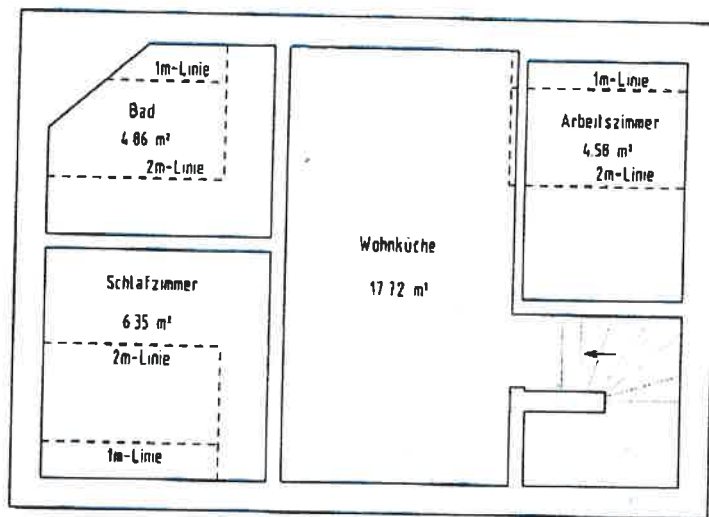 1m-Linie
Bad
4.86 m²
2m-Linie
1m-Linie
Arbeitszimmer
4.58 m²
2m-Linie
Wohnküche
17.72 m²
Schlafzimmer
6.35 m²
2m-Linie
1m-Linie